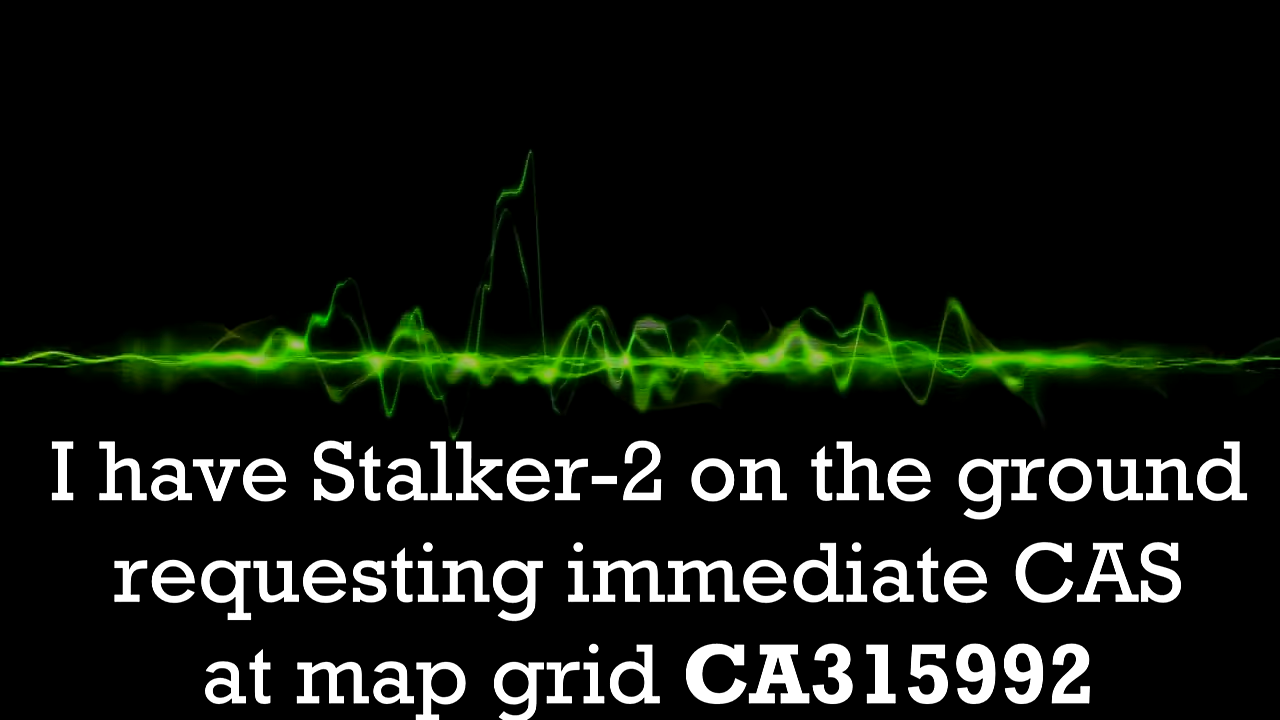 I have Stalker-2 on the ground
requesting immediate CAS
at map grid CA315992